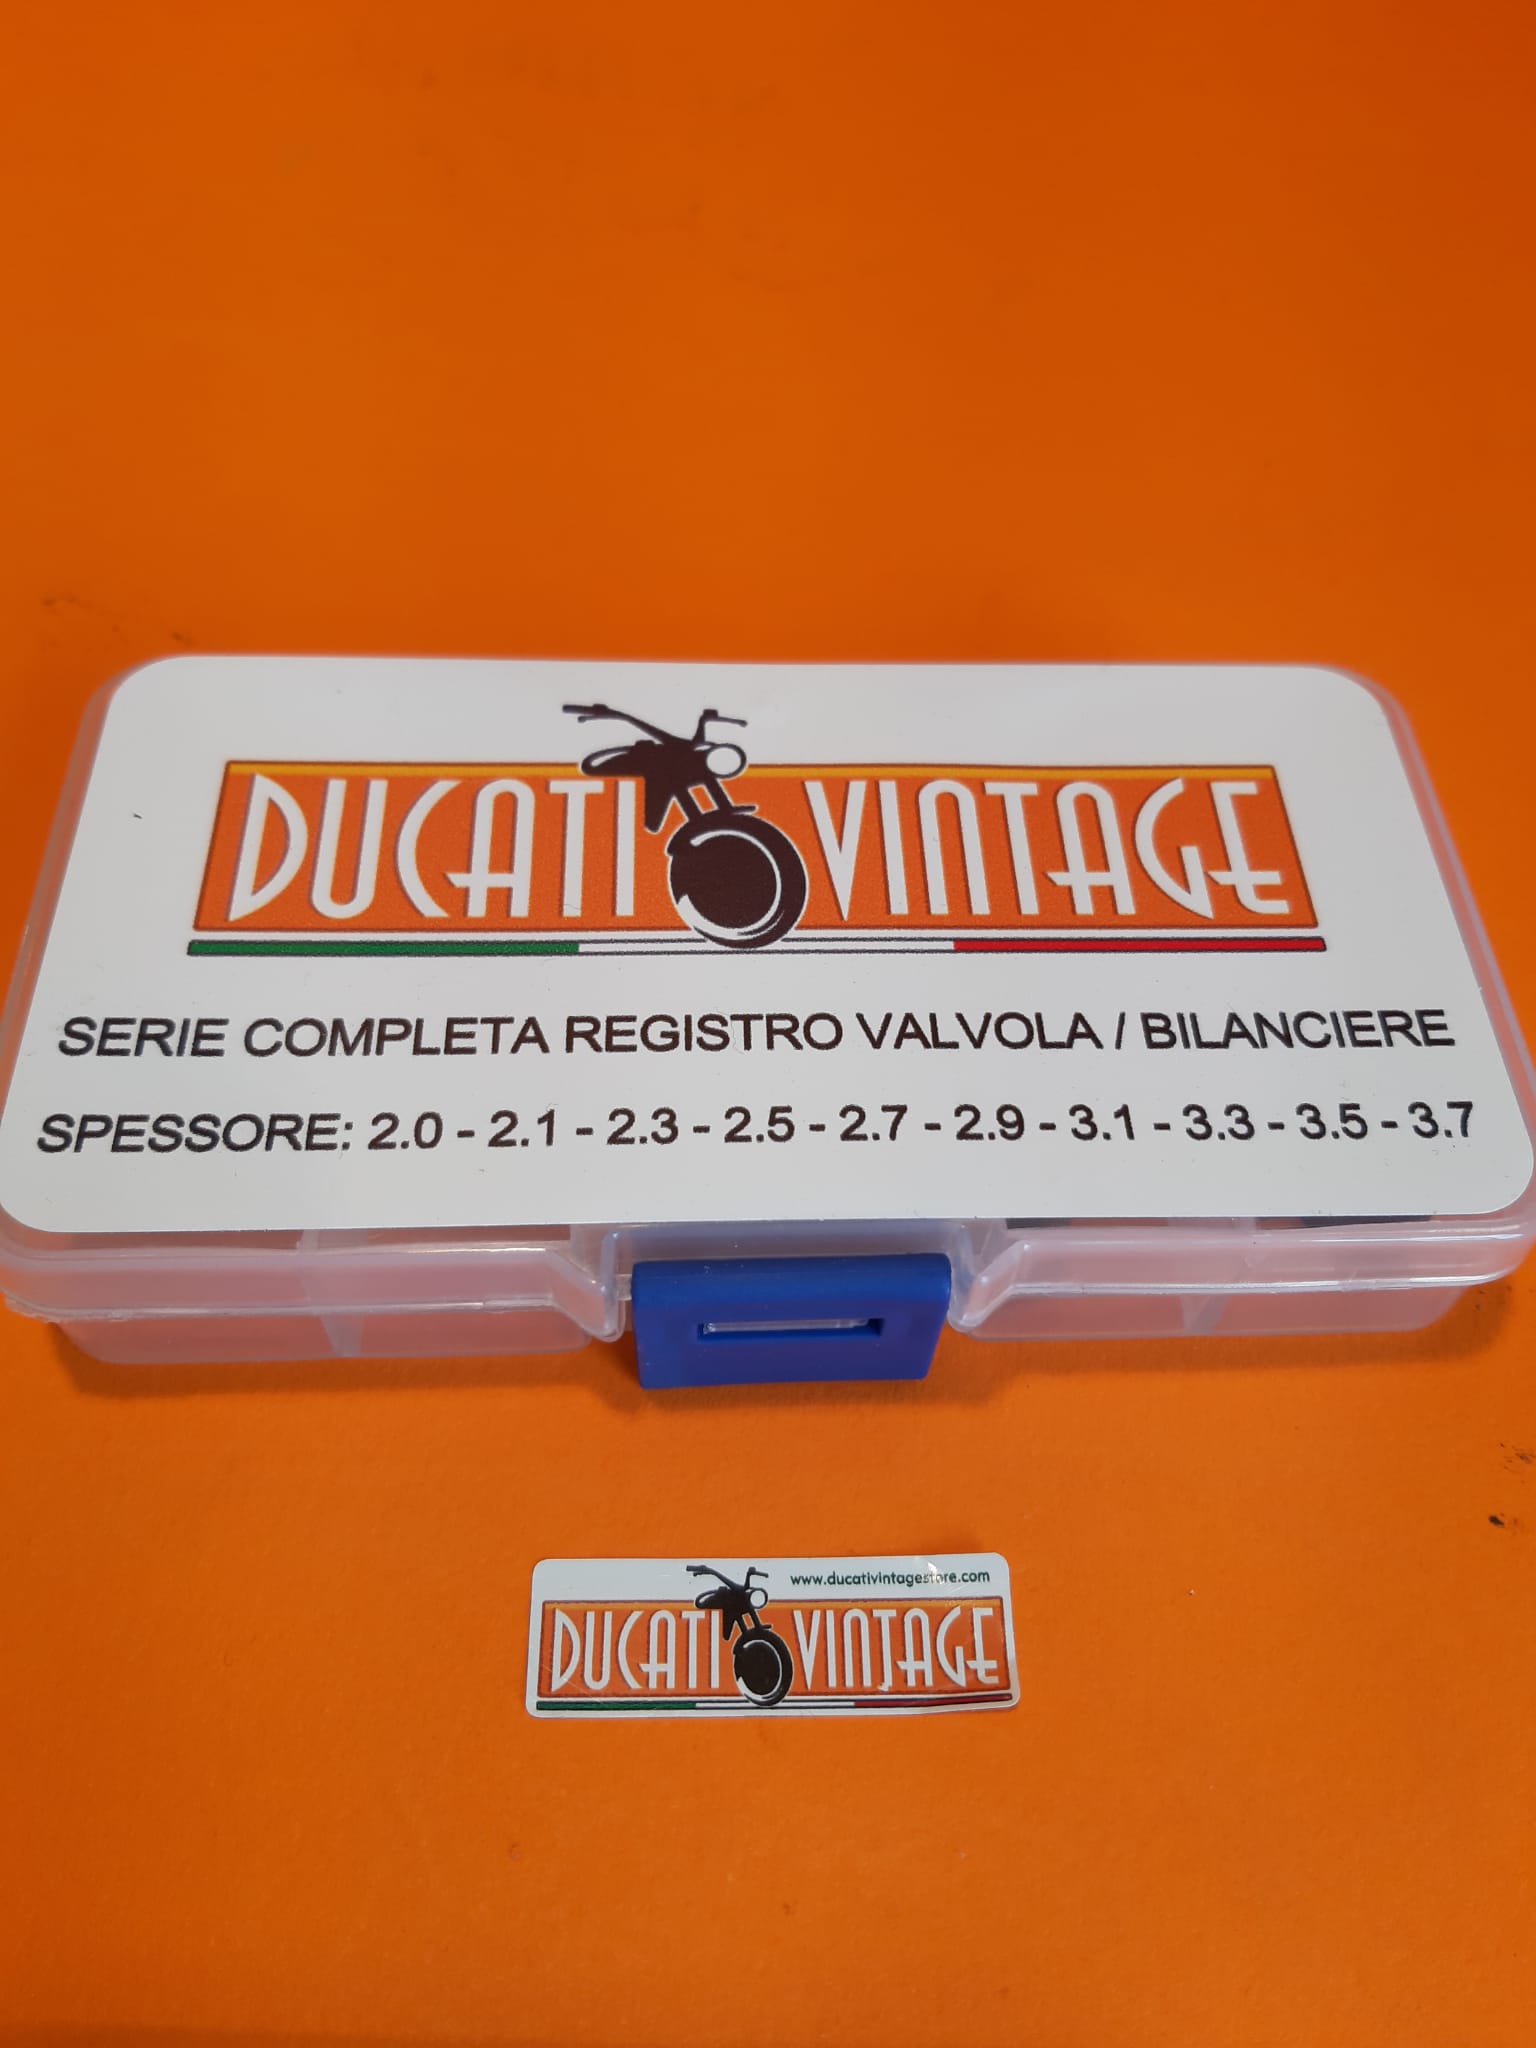 DUCATI VINTAGE
SERIE COMPLETA REGISTRO VALVOLA / BILANCIERE
SPESSORE: 2.0 - 2.1 - 2.3 - 2.5 - 2.7 - 2.9 - 3.1 - 3.3 - 3.5 - 3.7
www.ducativintagestore.com
DUCATI VINTAGE